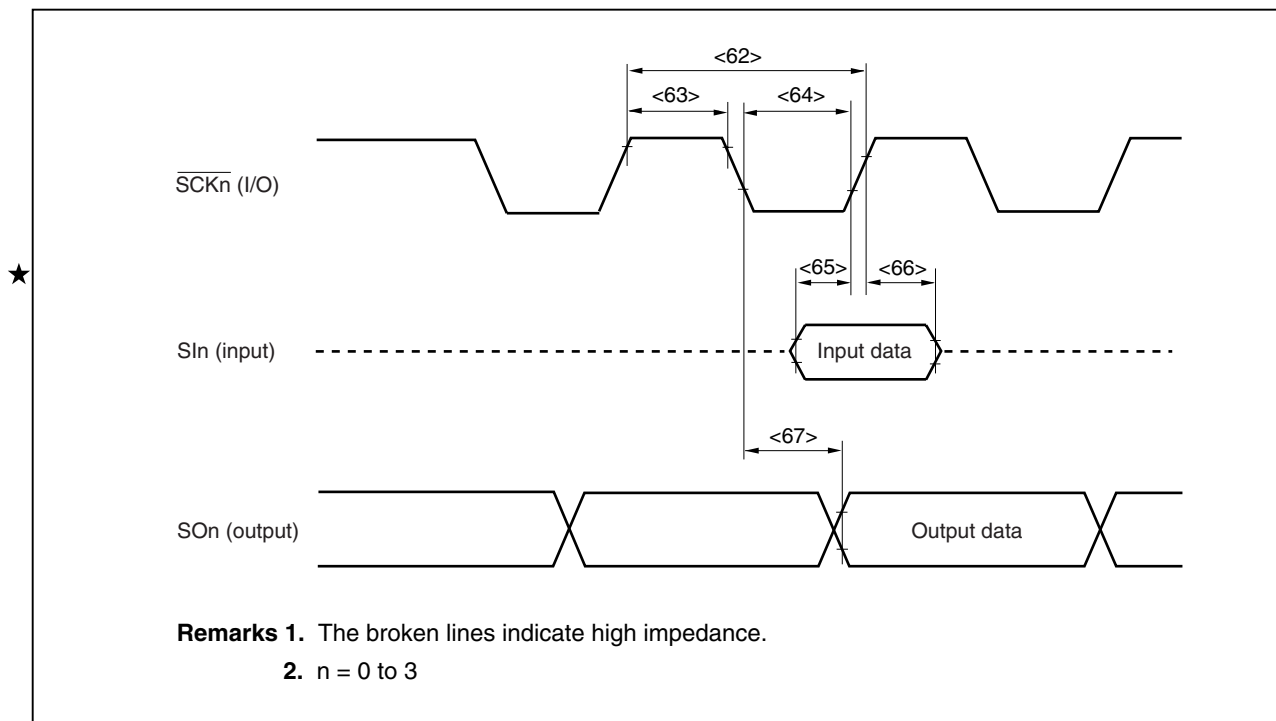 <62>
<63>
<64>
SCKn (I/O)
★
<65>
<66>
SIn (input)
Input data
<67>
SOn (output)
Output data
Remarks 1. The broken lines indicate high impedance.
2. n = 0 to 3